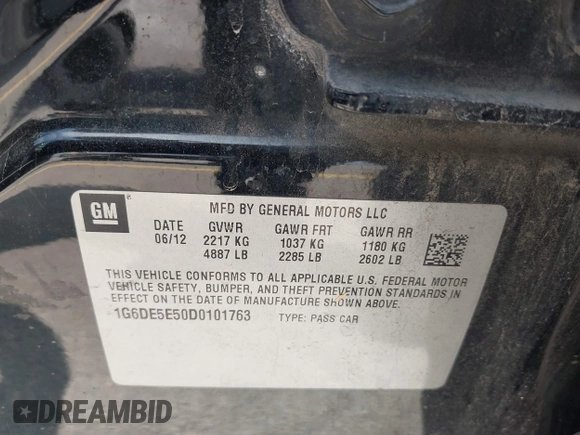 GM
MFD BY GENERAL MOTORS LLC
DATE GVWR GAWR FRT GAWR RR
06/12 2217 KG 1037 KG 1180 KG
4887 LB 2285 LB 2602 LB
THIS VEHICLE CONFORMS TO ALL APPLICABLE U.S. FEDERAL MOTOR
VEHICLE SAFETY, BUMPER, AND THEFT PREVENTION STANDARDS IN
EFFECT ON THE DATE OF MANUFACTURE SHOWN ABOVE.
1G6DE5E50D0101763 TYPE: PASS CAR
DREAMBID